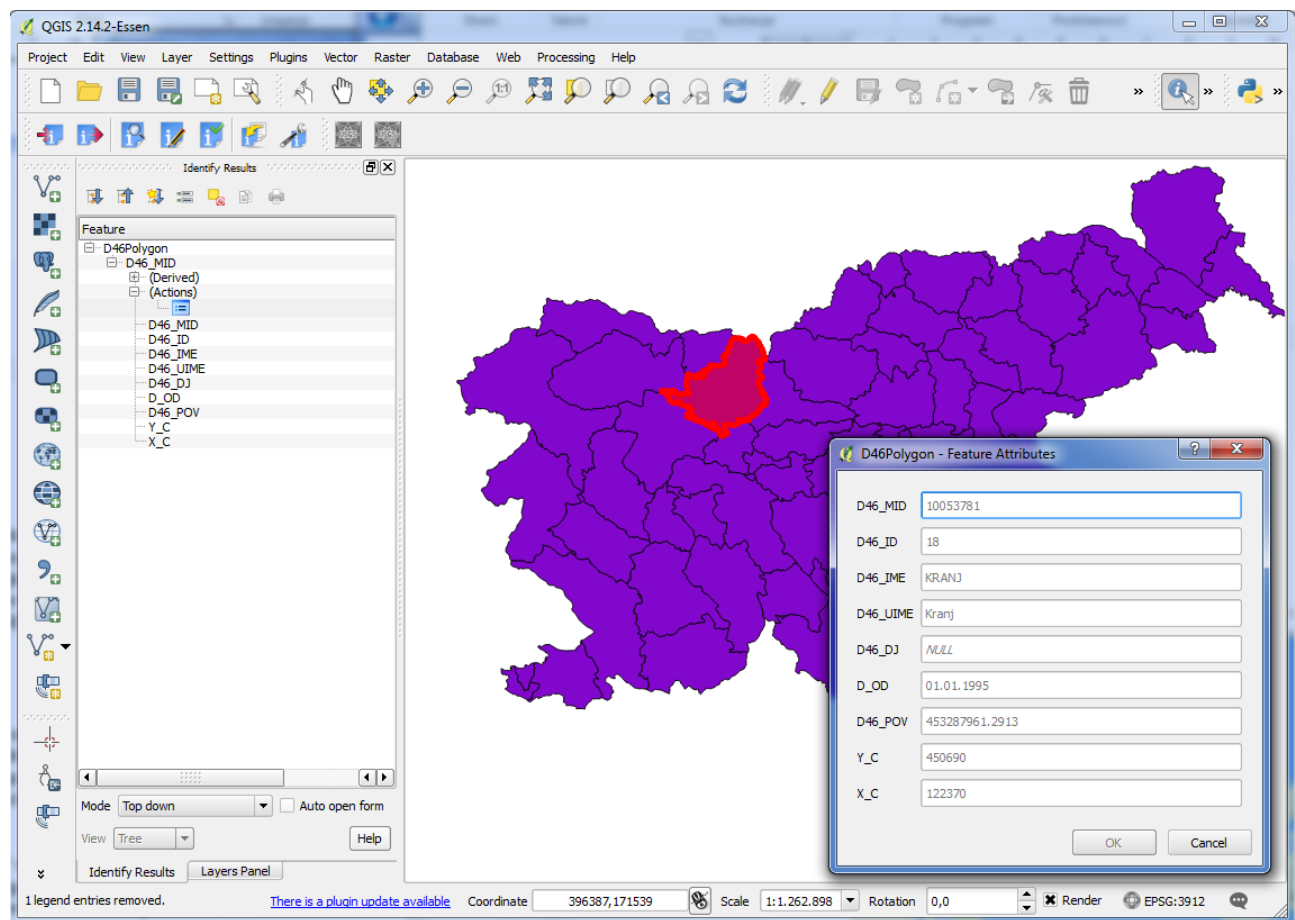 QGIS 2.14.2-Essen
Project Edit View Layer Settings Plugins Vector Raster Database Web Processing Help
Identify Results
Feature
D46Polygon
D46_MID
(Derived)
(Actions)
D46_MID
D46_ID
D46_IME
D46_UIME
D46_DJ
D_OD
D46_POV
Y_C
X_C
Mode Top down Auto open form
View Tree Help
Identify Results Layers Panel
D46Polygon - Feature Attributes
D46_MID 10053781
D46_ID 18
D46_IME KRANJ
D46_UIME Kranj
D46_DJ NULL
D_OD 01.01.1995
D46_POV 453287961.2913
Y_C 450690
X_C 122370
OK Cancel
1 legend entries removed. There is a plugin update available Coordinate 396387,171539 Scale 1:1.262.898 Rotation 0,0 Render EPSG:3912